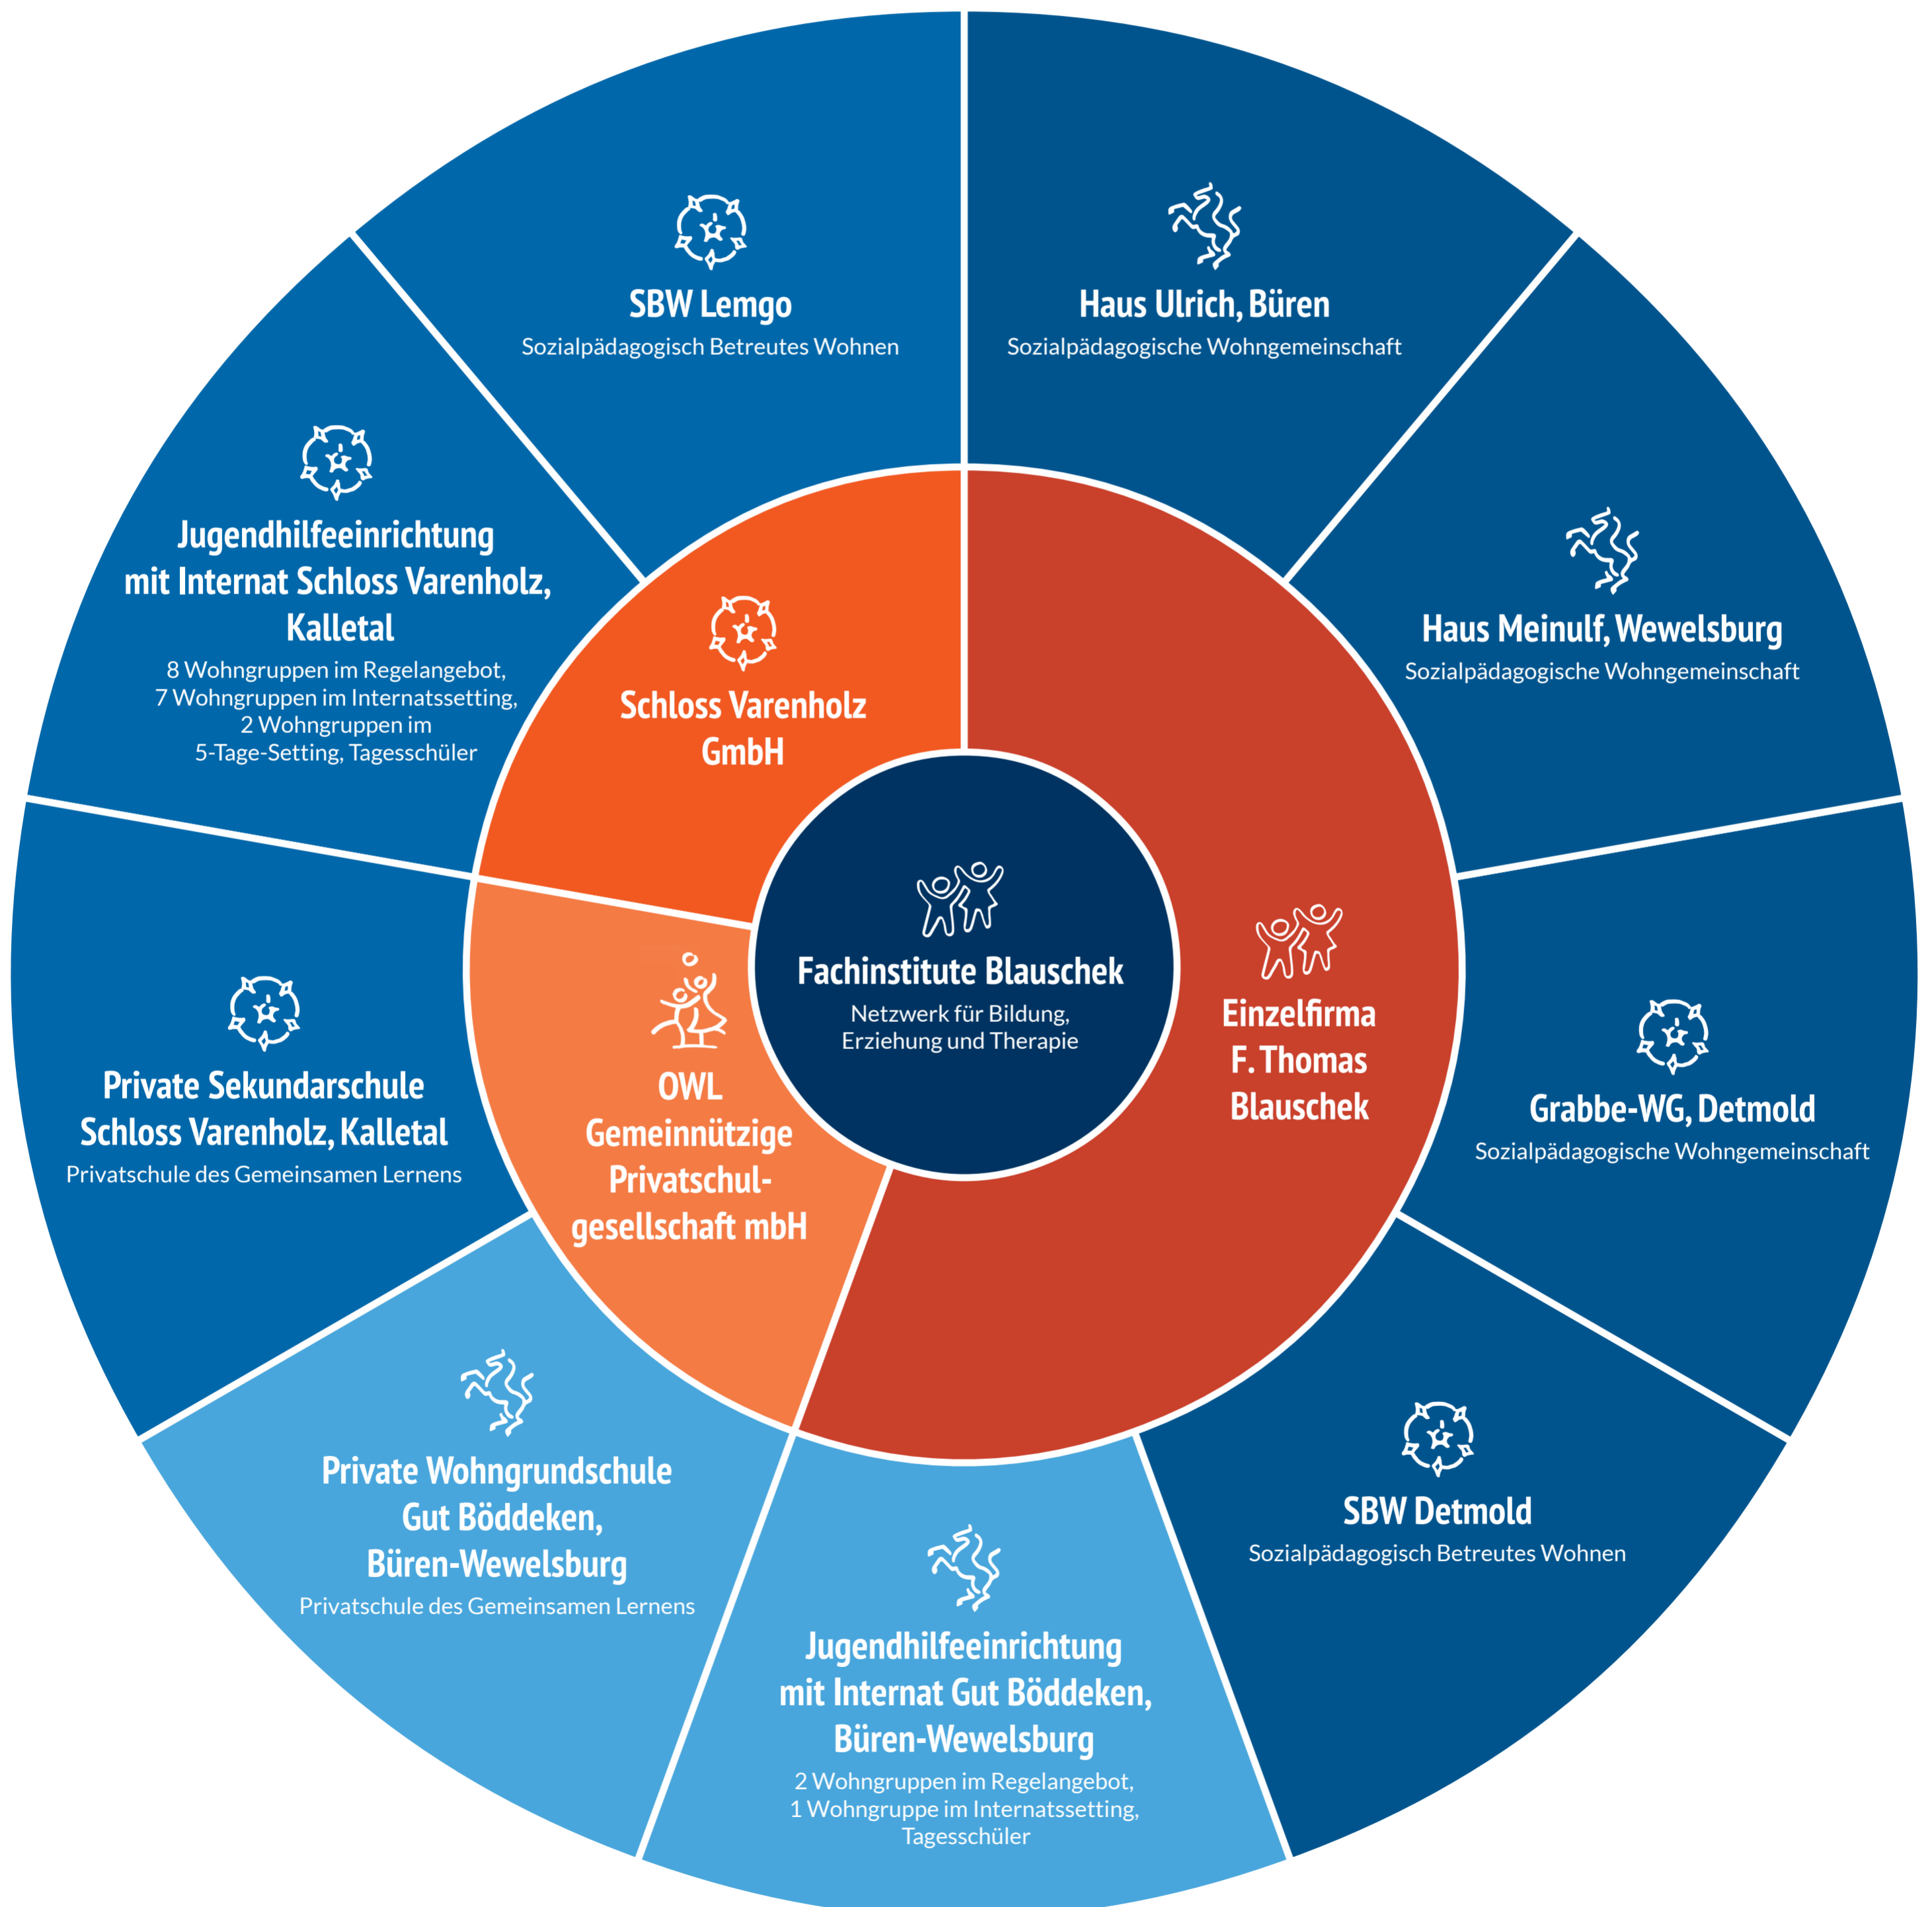 SBW Lemgo
Sozialpädagogisch Betreutes Wohnen
Haus Ulrich, Büren
Sozialpädagogische Wohngemeinschaft
Jugendhilfeeinrichtung
mit Internat Schloss Varenholz,
Kalletal
8 Wohngruppen im Regelangebot,
7 Wohngruppen im Internatssetting,
2 Wohngruppen im
5-Tage-Setting, Tagesschüler
Haus Meinulf, Wewelsburg
Sozialpädagogische Wohngemeinschaft
Schloss Varenholz
GmbH
Fachinstitute Blauschek
Netzwerk für Bildung,
Erziehung und Therapie
Einzelfirma
F. Thomas
Blauschek
OWL
Gemeinnützige
Privatschul-
gesellschaft mbH
Private Sekundarschule
Schloss Varenholz, Kalletal
Privatschule des Gemeinsamen Lernens
Grabbe-WG, Detmold
Sozialpädagogische Wohngemeinschaft
Private Wohngrundschule
Gut Böddeken,
Büren-Wewelsburg
Privatschule des Gemeinsamen Lernens
SBW Detmold
Sozialpädagogisch Betreutes Wohnen
Jugendhilfeeinrichtung
mit Internat Gut Böddeken,
Büren-Wewelsburg
2 Wohngruppen im Regelangebot,
1 Wohngruppe im Internatssetting,
Tagesschüler